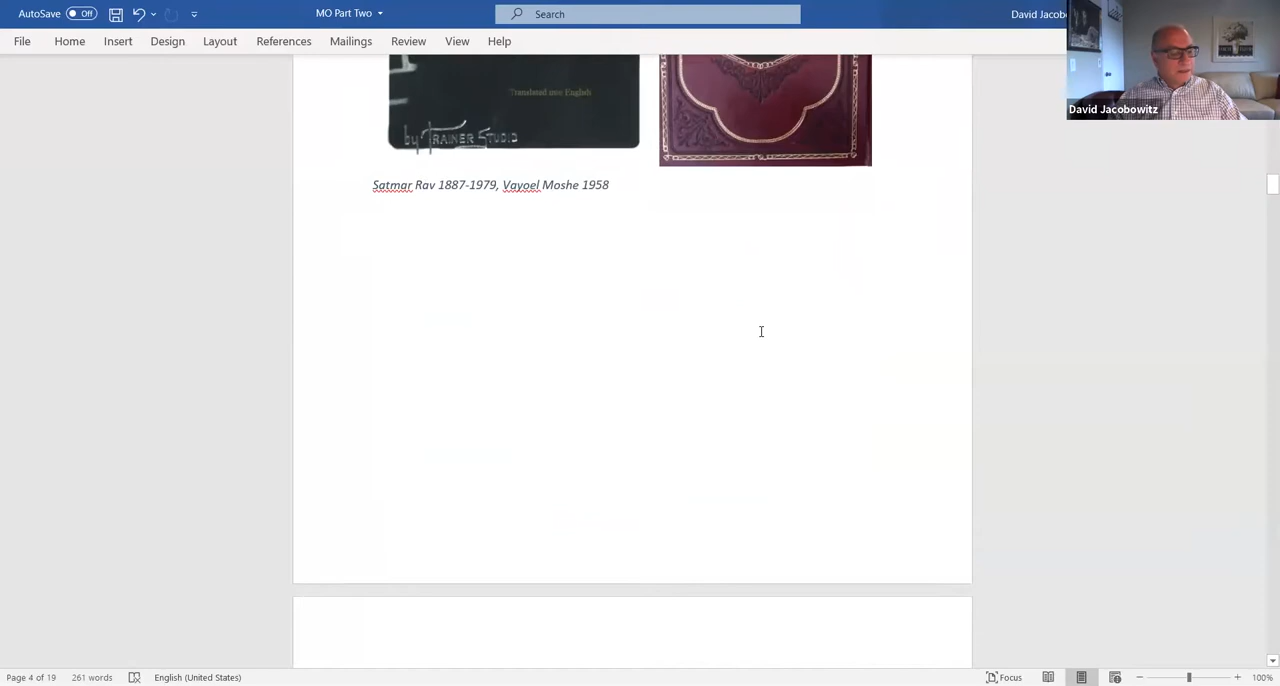 AutoSave Off MO Part Two Search David Jacob
File Home Insert Design Layout References Mailings Review View Help
David Jacobowitz
Translated into English
by TRAINER STUDIO
Satmar Rav 1887-1979, Vayoel Moshe 1958
Page 4 of 19 261 words English (United States) Focus 100%